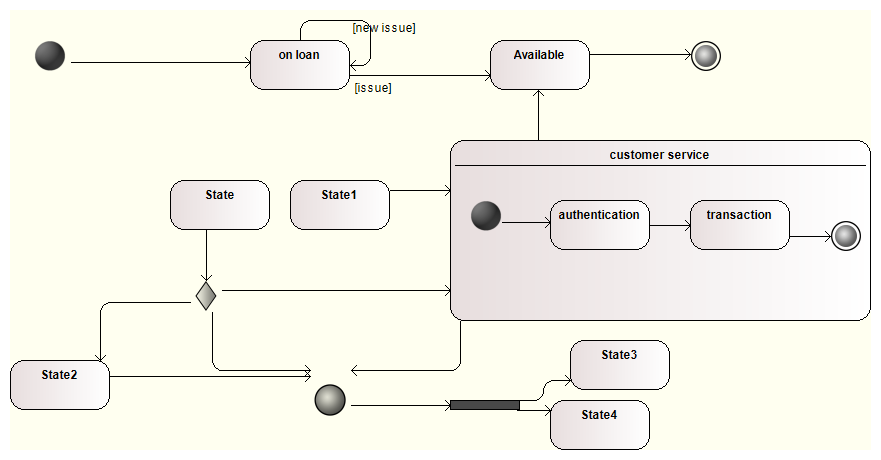 [new issue]
on loan
Available
[issue]
customer service
State
State1
authentication
transaction
State2
State3
State4